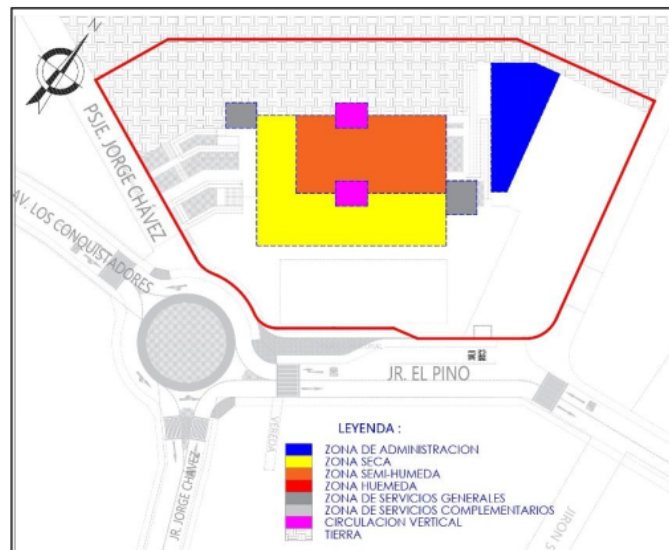 N
PSJE. JORGE CHÁVEZ
AV. LOS CONQUISTADORES
JR. EL PINO
VEREDA
JR. JORGE CHÁVEZ
JIRON S
LEYENDA :
ZONA DE ADMINISTRACION
ZONA SECA
ZONA SEMI-HUMEDA
ZONA HUEMEDA
ZONA DE SERVICIOS GENERALES
ZONA DE SERVICIOS COMPLEMENTARIOS
CIRCULACION VERTICAL
TIERRA